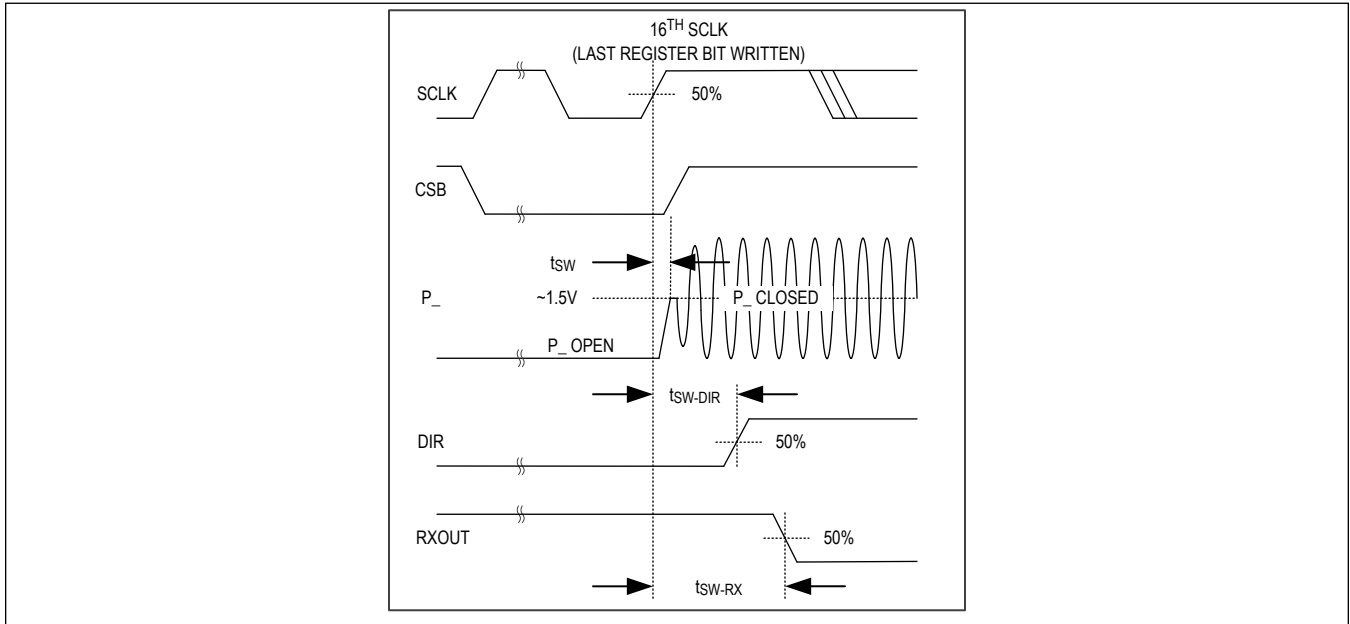 16TH SCLK
(LAST REGISTER BIT WRITTEN)
SCLK
50%
CSB
tSW
P_
~1.5V
P_ CLOSED
P_ OPEN
tSW-DIR
DIR
50%
RXOUT
50%
tSW-RX